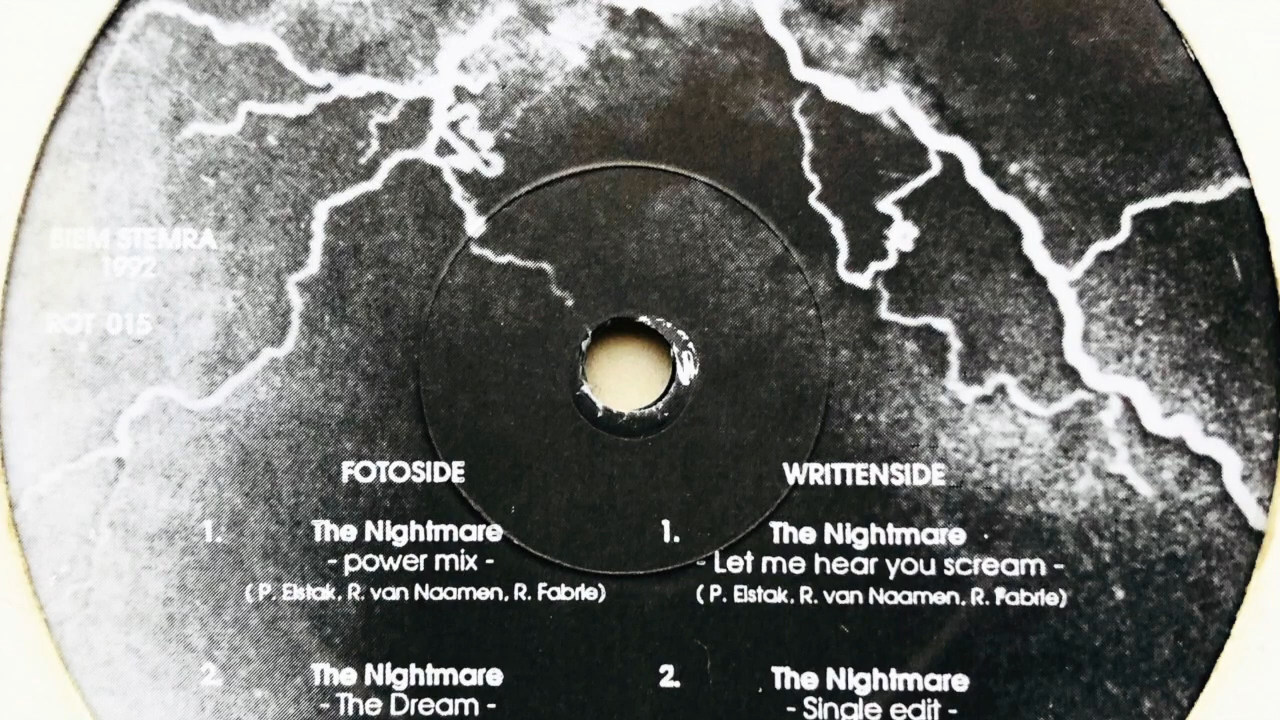 BIEM STEMRA
1992
ROT 015
FOTOSIDE
1. The Nightmare
- power mix -
( P. Elstak, R. van Naamen, R. Fabrie)
2. The Nightmare
- The Dream -
WRITTENSIDE
1. The Nightmare
- Let me hear you scream -
( P. Elstak, R. van Naamen, R. Fabrie)
2. The Nightmare
- Single edit -